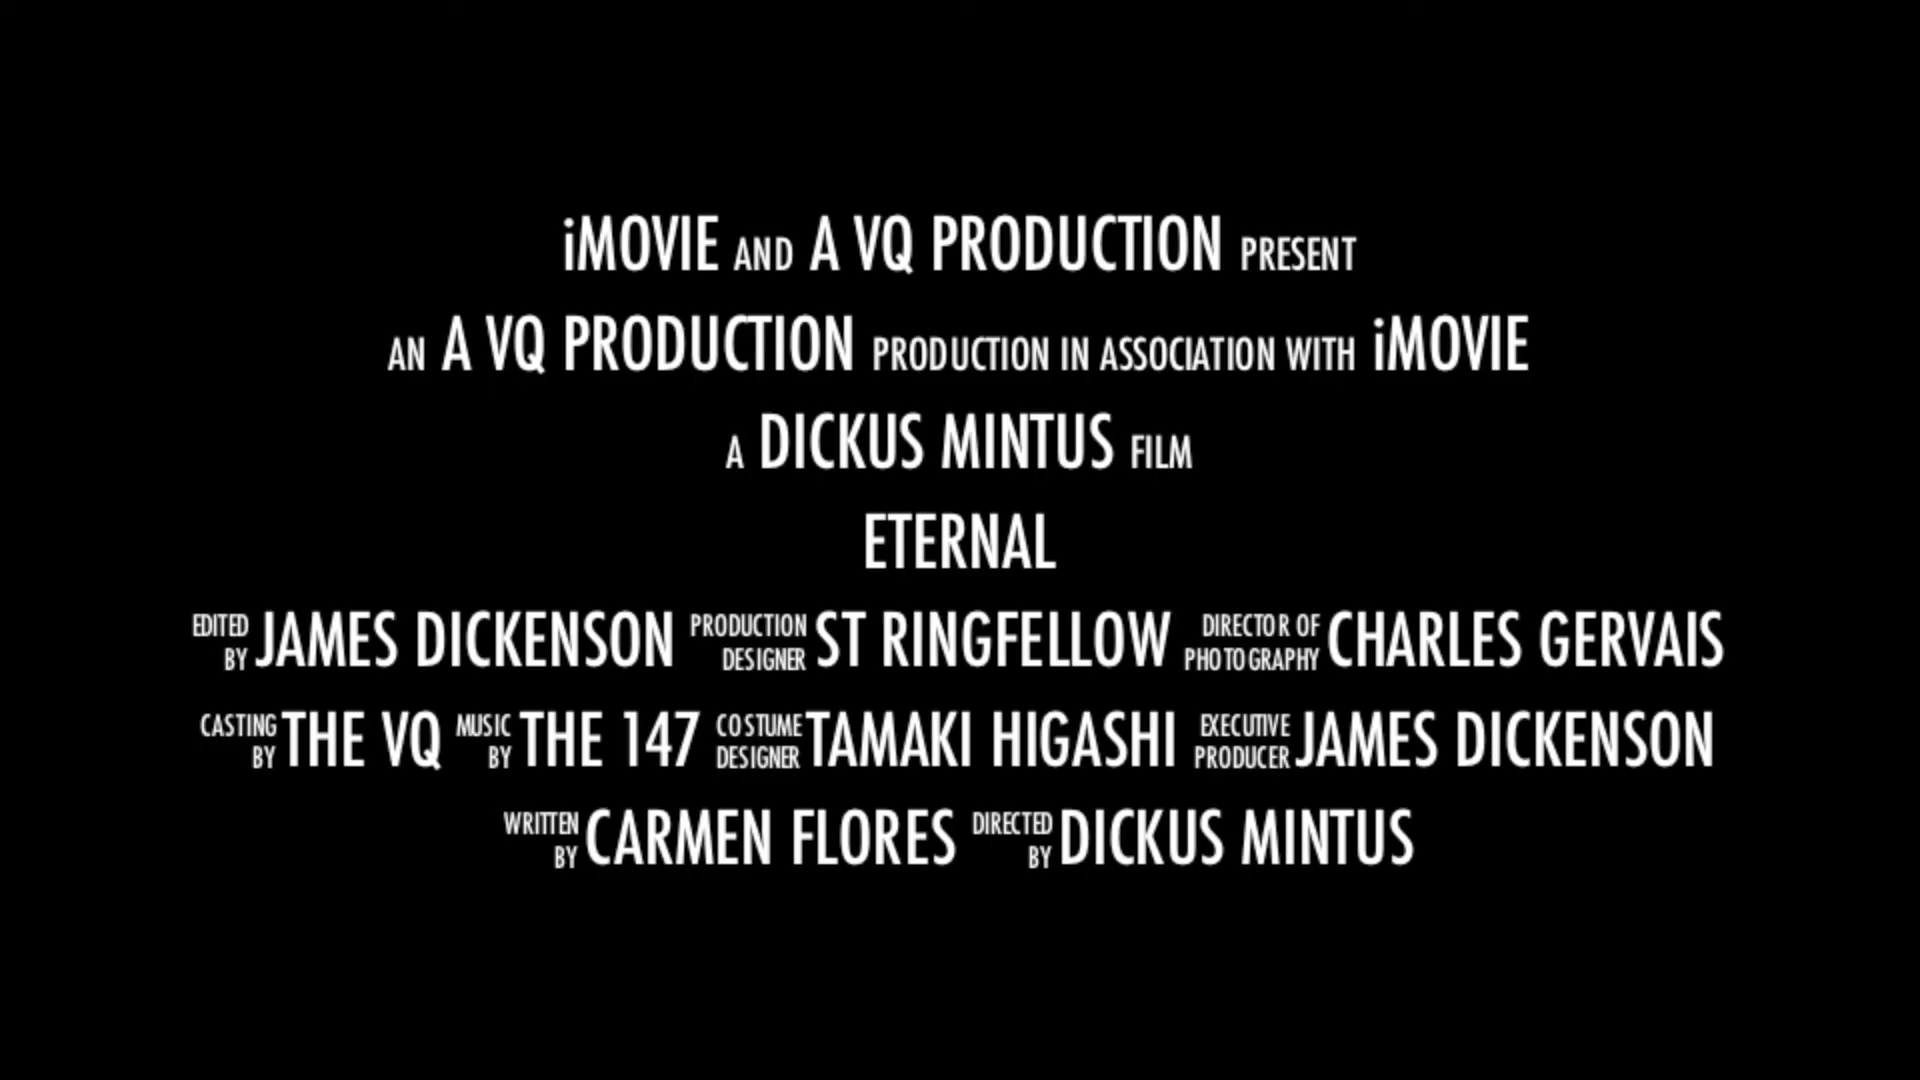 iMOVIE AND A VQ PRODUCTION PRESENT
AN A VQ PRODUCTION PRODUCTION IN ASSOCIATION WITH iMOVIE
A DICKUS MINTUS FILM
ETERNAL
EDITED BY JAMES DICKENSON PRODUCTION DESIGNER ST RINGFELLOW DIRECTOR OF PHOTOGRAPHY CHARLES GERVAIS
CASTING BY THE VQ MUSIC BY THE 147 COSTUME DESIGNER TAMAKI HIGASHI EXECUTIVE PRODUCER JAMES DICKENSON
WRITTEN BY CARMEN FLORES DIRECTED BY DICKUS MINTUS